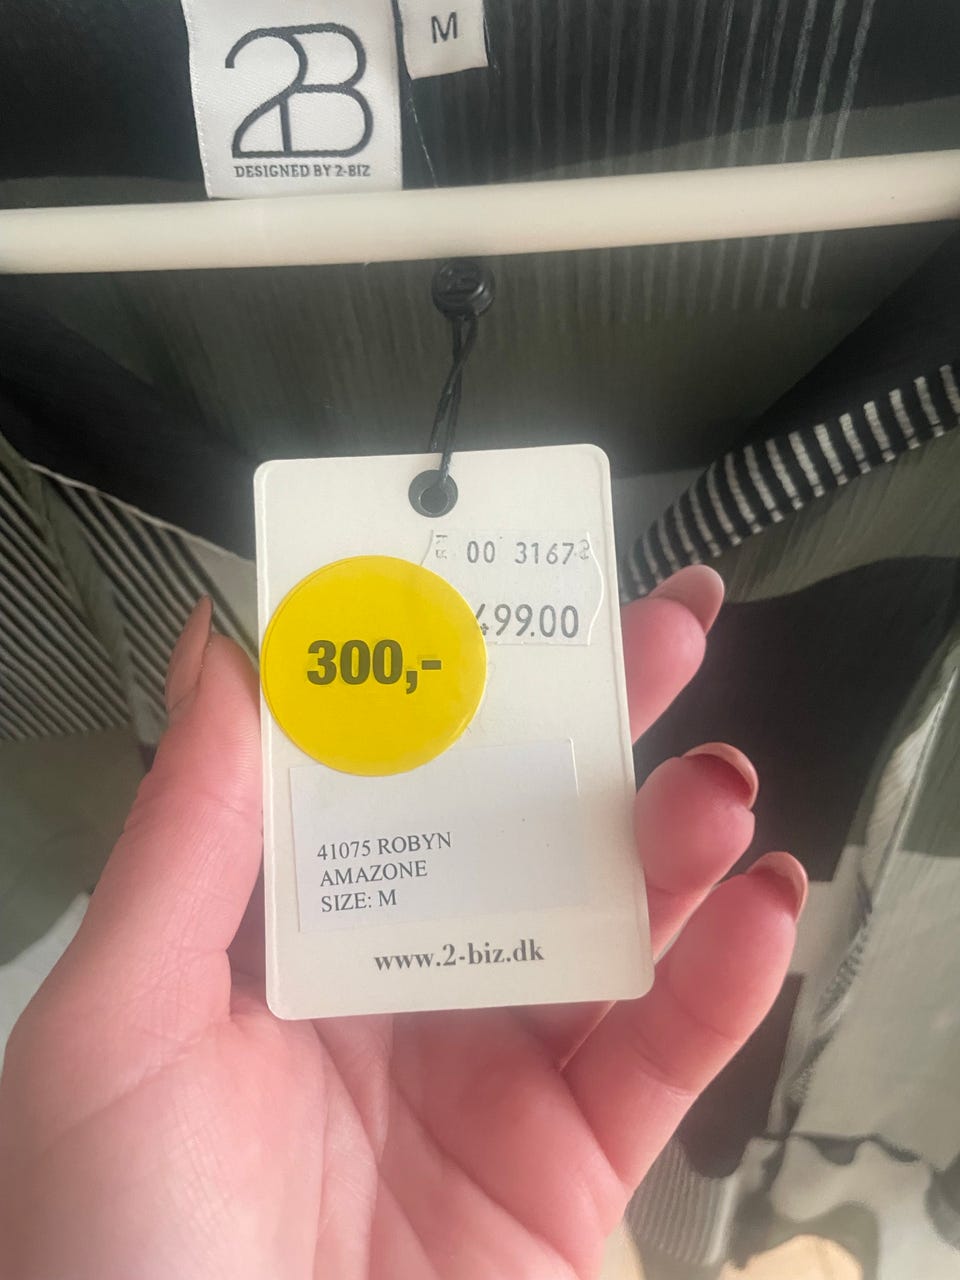 2B
DESIGNED BY 2-BIZ
M
00 3167
499.00
300,-
41075 ROBYN
AMAZONE
SIZE: M
www.2-biz.dk